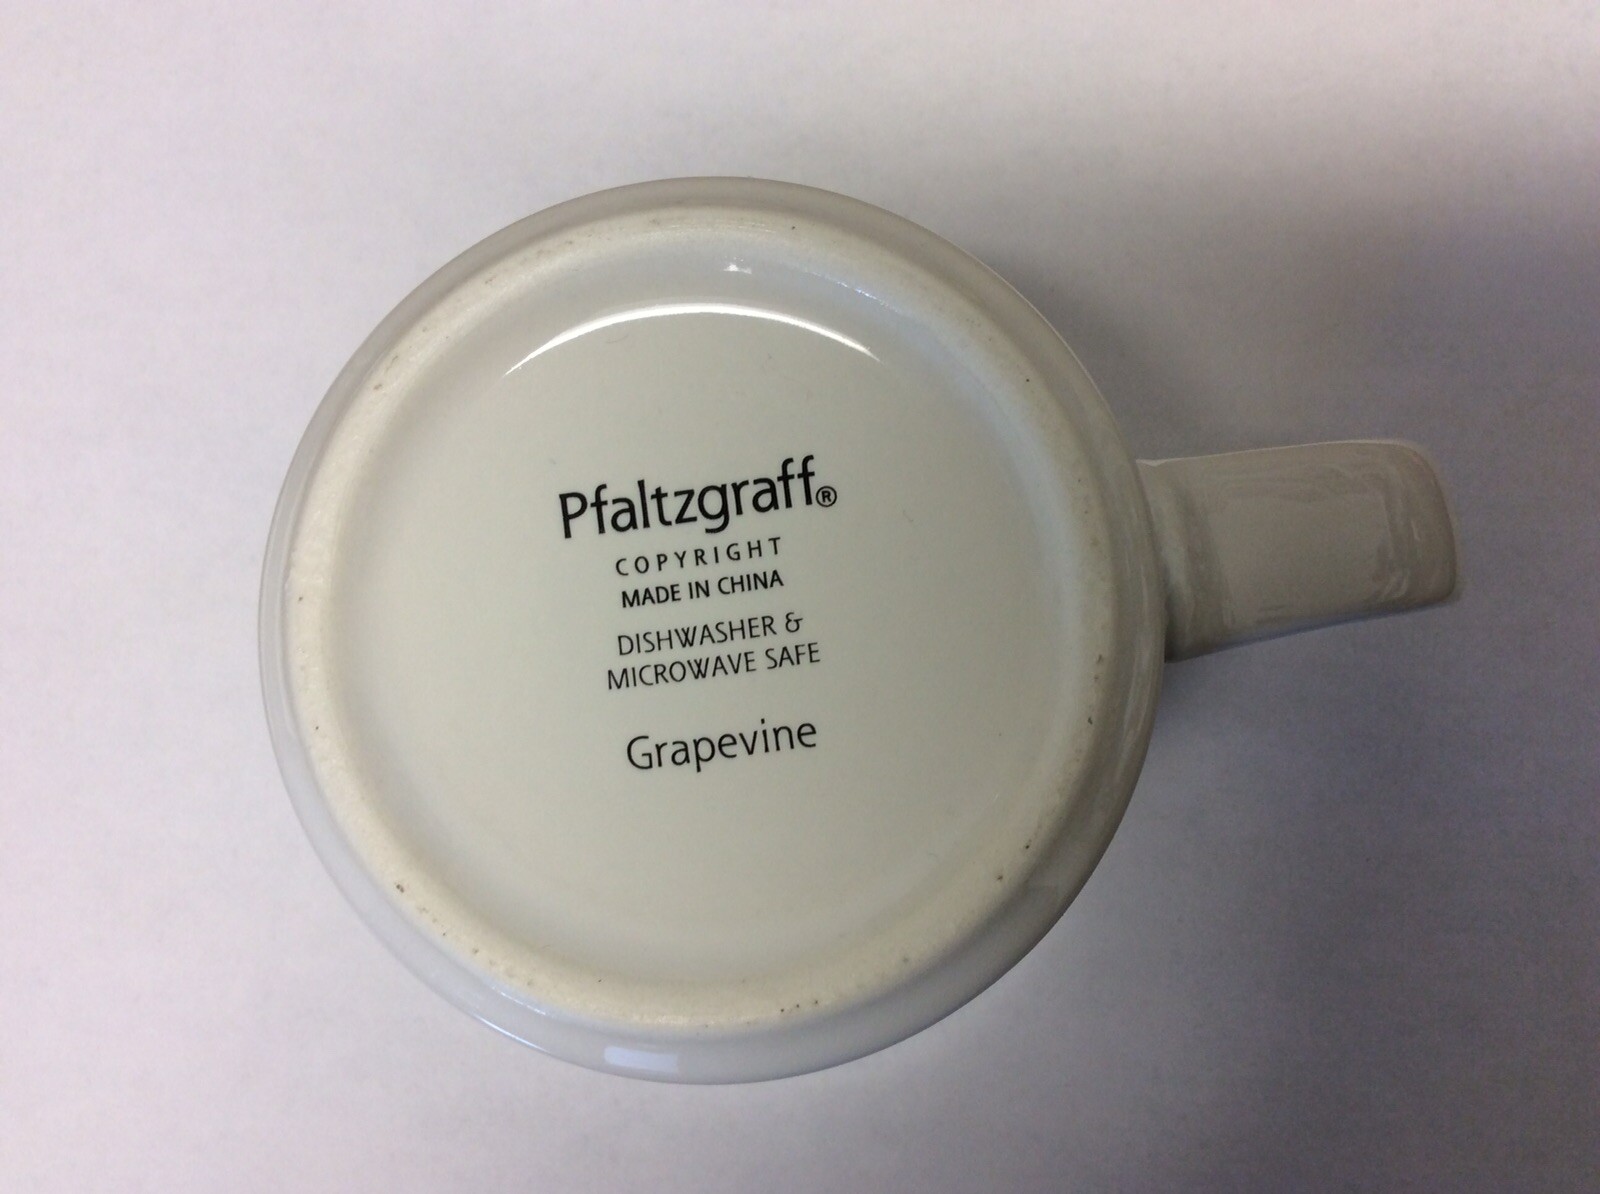 Pfaltzgraff®
COPYRIGHT
MADE IN CHINA
DISHWASHER &
MICROWAVE SAFE
Grapevine